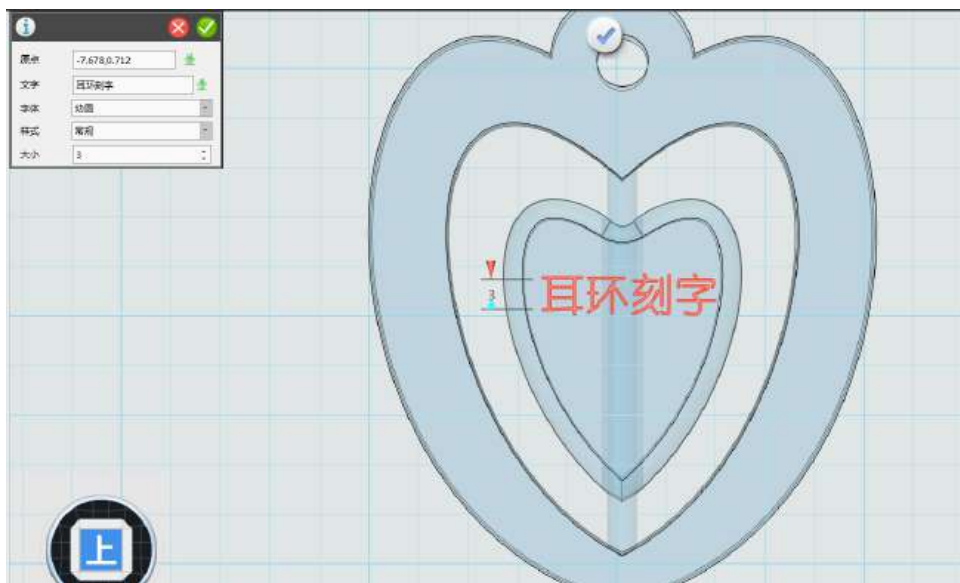 原点 -7.678,0.712
文字 耳环刻字
字体 幼圆
样式 常规
大小 3
3
耳环刻字
上